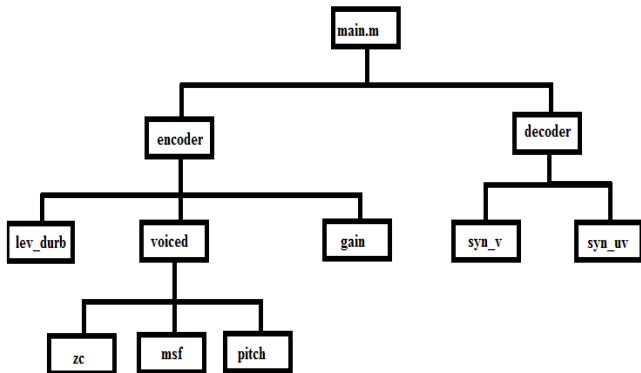 main.m
encoder
decoder
lev_durb
voiced
gain
syn_v
syn_uv
zc
msf
pitch